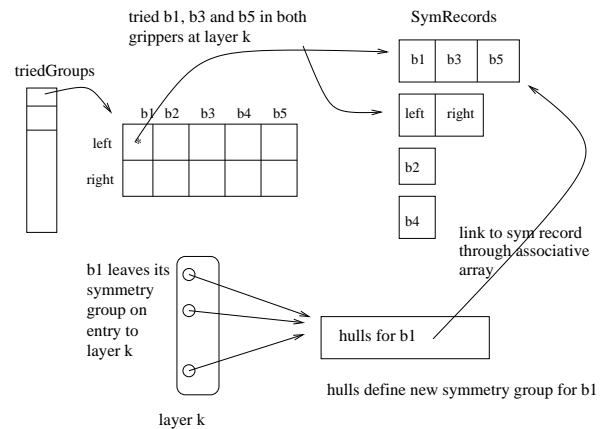 tried b1, b3 and b5 in both
grippers at layer k
SymRecords
triedGroups
b1 b3 b5
b1 b2 b3 b4 b5
left
right
left right
b2
b4
link to sym record
through associative
array
b1 leaves its
symmetry
group on
entry to
layer k
hulls for b1
hulls define new symmetry group for b1
layer k